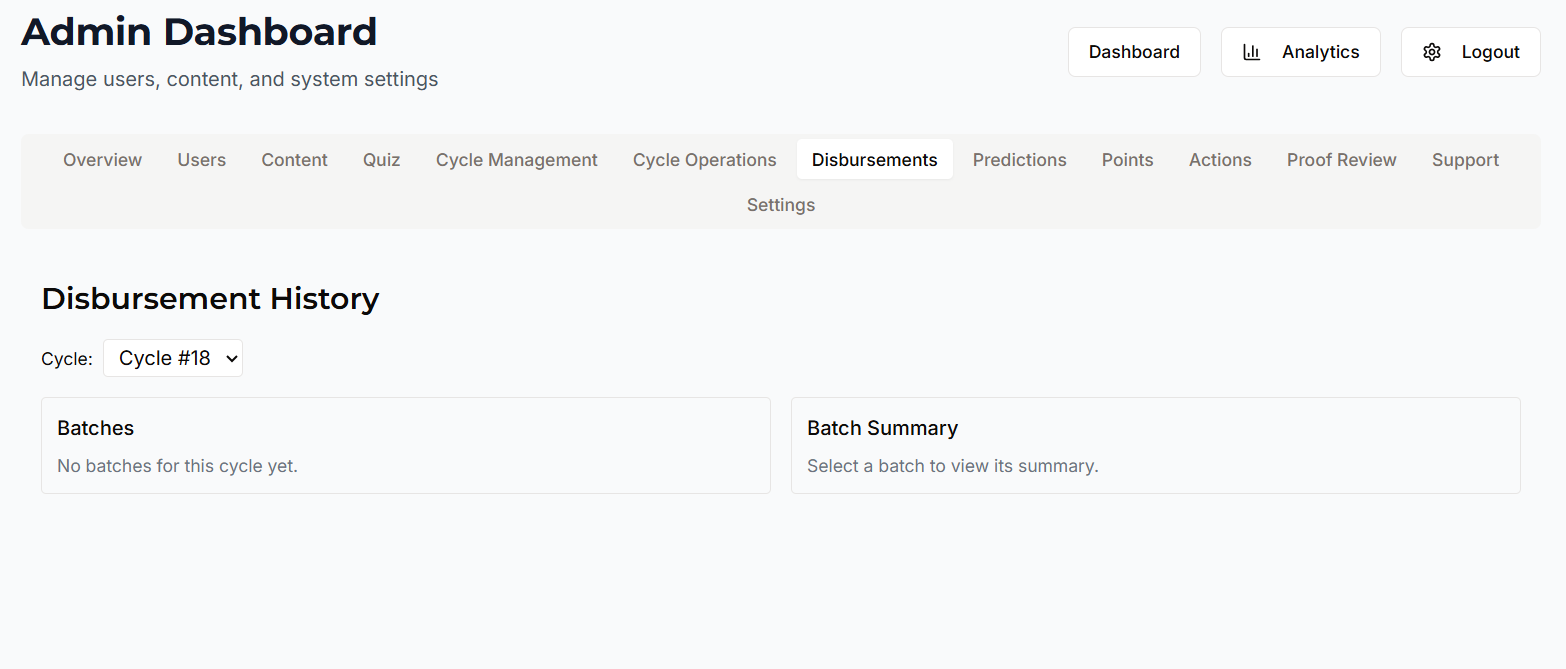 Admin Dashboard
Manage users, content, and system settings
Dashboard
Analytics
Logout
Overview Users Content Quiz Cycle Management Cycle Operations Disbursements Predictions Points Actions Proof Review Support
Settings
Disbursement History
Cycle: Cycle #18
Batches
No batches for this cycle yet.
Batch Summary
Select a batch to view its summary.